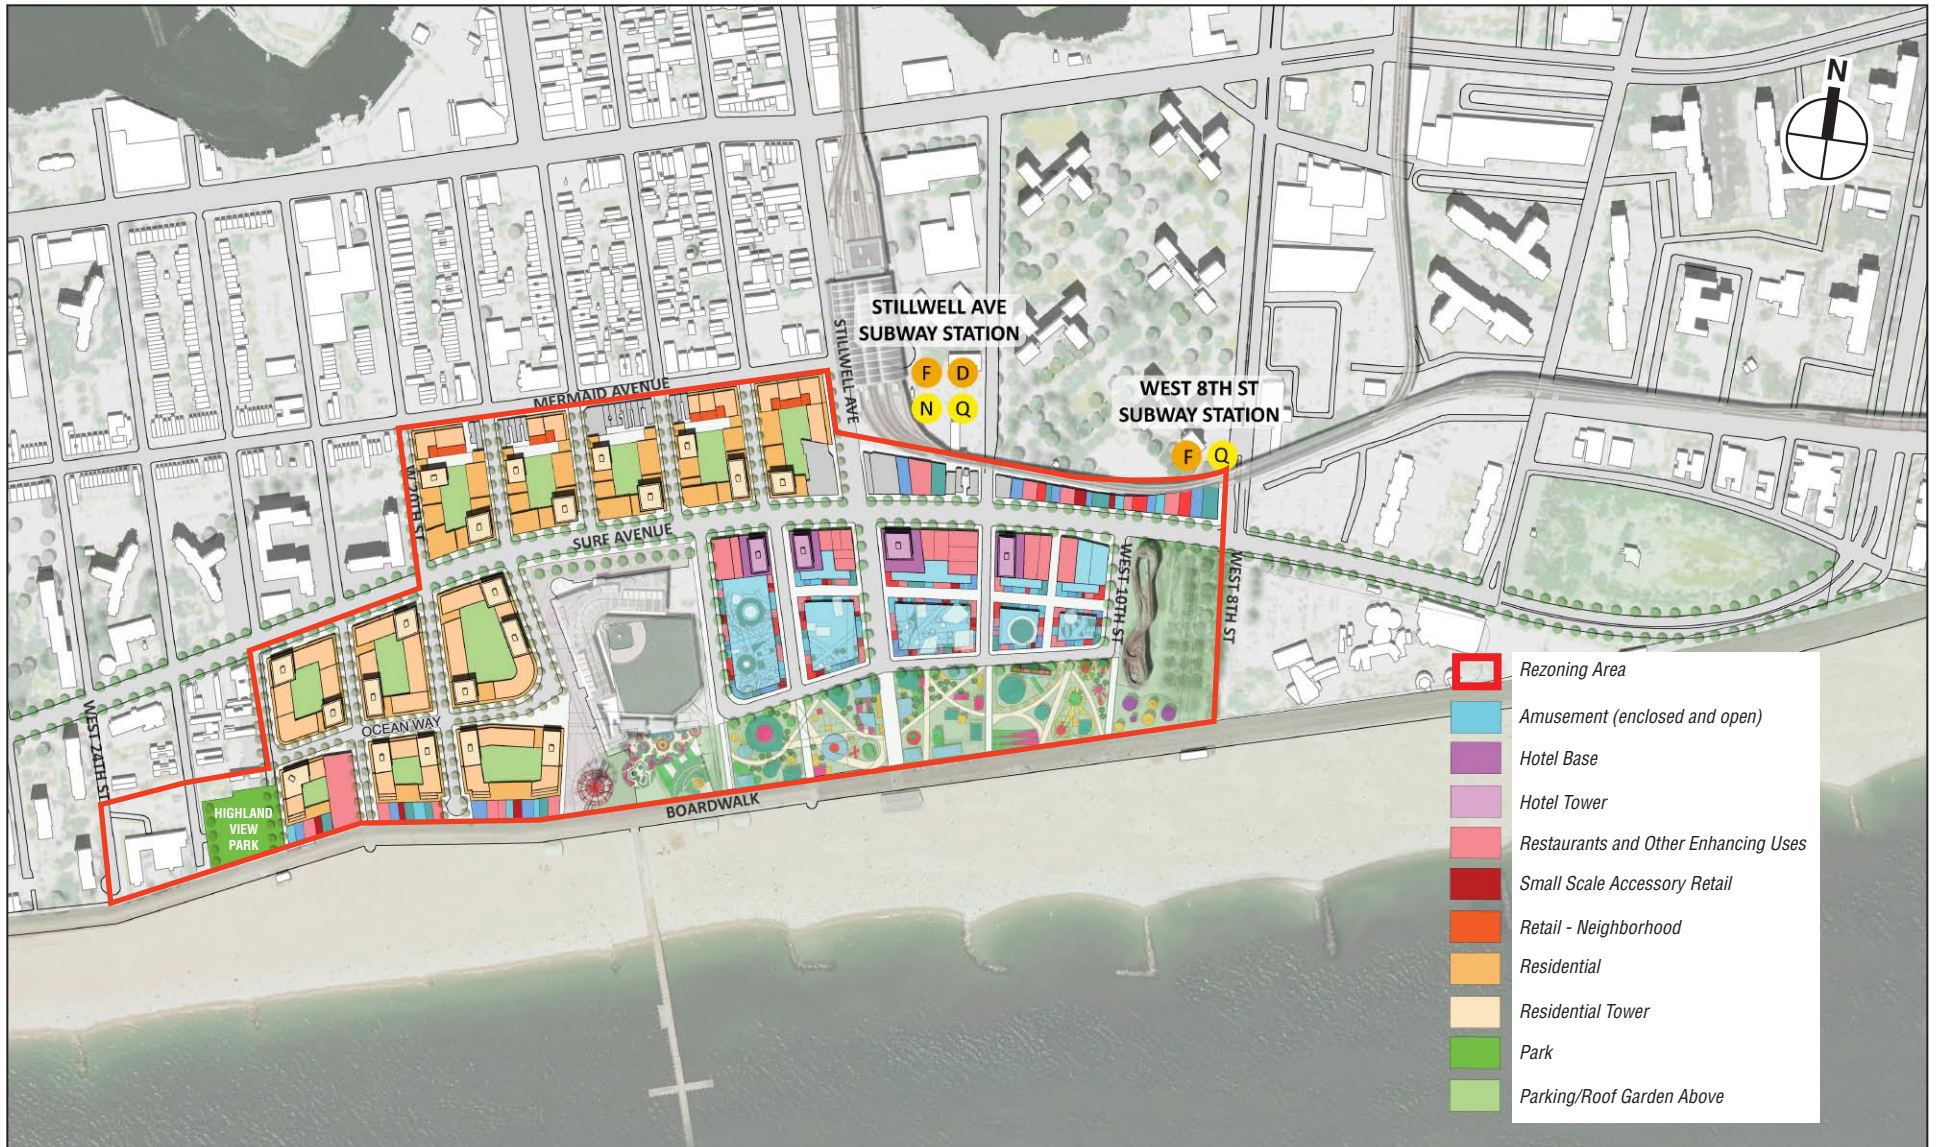 N
STILLWELL AVE
SUBWAY STATION
F D
N Q
WEST 8TH ST
SUBWAY STATION
F Q
STILLWELL AVE
MERMAID AVENUE
W 20TH ST
SURF AVENUE
WEST 10TH ST
WEST 8TH ST
OCEAN WAY
WEST 24TH ST
HIGHLAND
VIEW
PARK
BOARDWALK
Rezoning Area
Amusement (enclosed and open)
Hotel Base
Hotel Tower
Restaurants and Other Enhancing Uses
Small Scale Accessory Retail
Retail - Neighborhood
Residential
Residential Tower
Park
Parking/Roof Garden Above